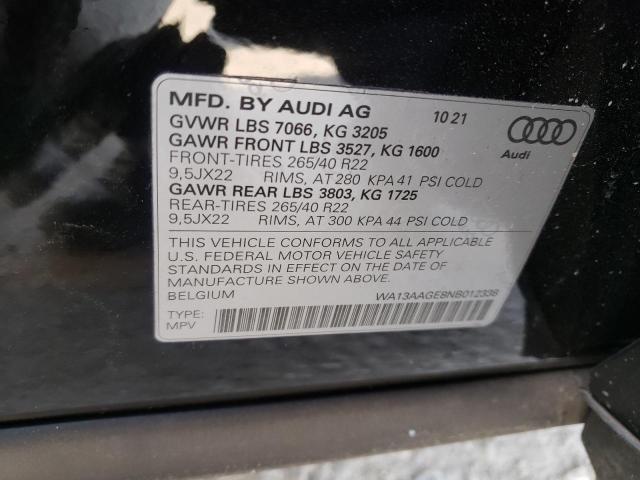 MFD. BY AUDI AG 10 21
GVWR LBS 7066, KG 3205
GAWR FRONT LBS 3527, KG 1600
FRONT-TIRES 265/40 R22
9,5JX22 RIMS, AT 280 KPA 41 PSI COLD
GAWR REAR LBS 3803, KG 1725
REAR-TIRES 265/40 R22
9,5JX22 RIMS, AT 300 KPA 44 PSI COLD
Audi
THIS VEHICLE CONFORMS TO ALL APPLICABLE
U.S. FEDERAL MOTOR VEHICLE SAFETY
STANDARDS IN EFFECT ON THE DATE OF
MANUFACTURE SHOWN ABOVE.
BELGIUM WA13AAGE8NB012338
TYPE:
MPV